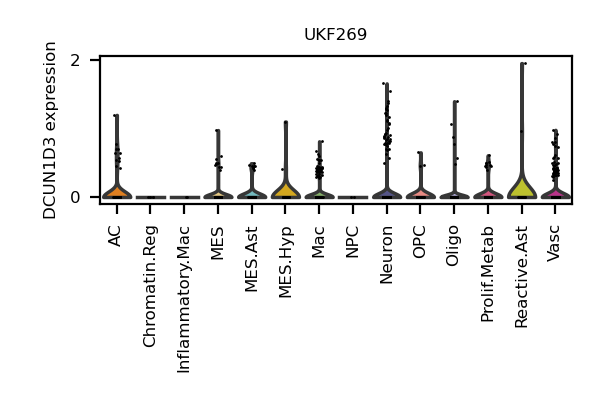 UKF269
DCUN1D3 expression
2
0
AC
Chromatin.Reg
Inflammatory.Mac
MES
MES.Ast
MES.Hyp
Mac
NPC
Neuron
OPC
Oligo
Prolif.Metab
Reactive.Ast
Vasc